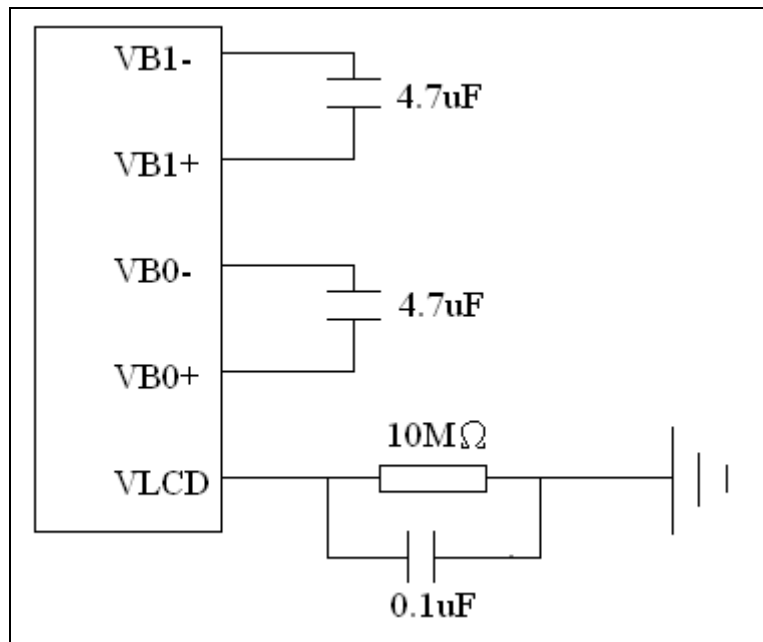 VB1-
4.7uF
VB1+
VB0-
4.7uF
VB0+
10MΩ
VLCD
0.1uF